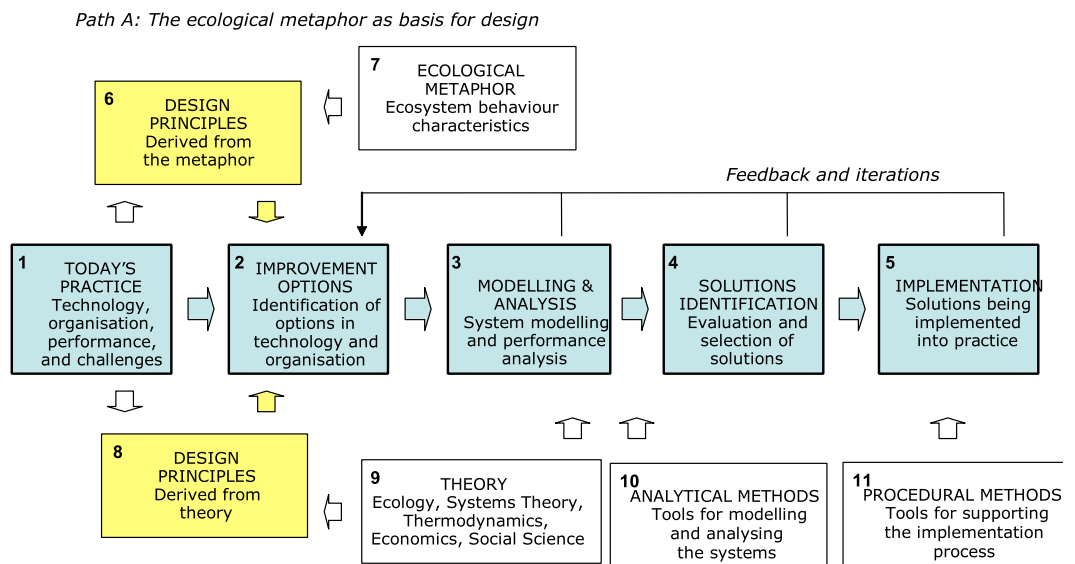 Path A: The ecological metaphor as basis for design
7
ECOLOGICAL
METAPHOR
Ecosystem behaviour
characteristics
6
DESIGN
PRINCIPLES
Derived from
the metaphor
Feedback and iterations
1
TODAY'S
PRACTICE
Technology,
organisation,
performance,
and challenges
2
IMPROVEMENT
OPTIONS
Identification of
options in
technology and
organisation
3
MODELLING &
ANALYSIS
System modelling
and performance
analysis
4
SOLUTIONS
IDENTIFICATION
Evaluation and
selection of
solutions
5
IMPLEMENTATION
Solutions being
implemented
into practice
8
DESIGN
PRINCIPLES
Derived from
theory
9
THEORY
Ecology, Systems Theory,
Thermodynamics,
Economics, Social Science
10
ANALYTICAL METHODS
Tools for modelling
and analysing
the systems
11
PROCEDURAL METHODS
Tools for supporting
the implementation
process